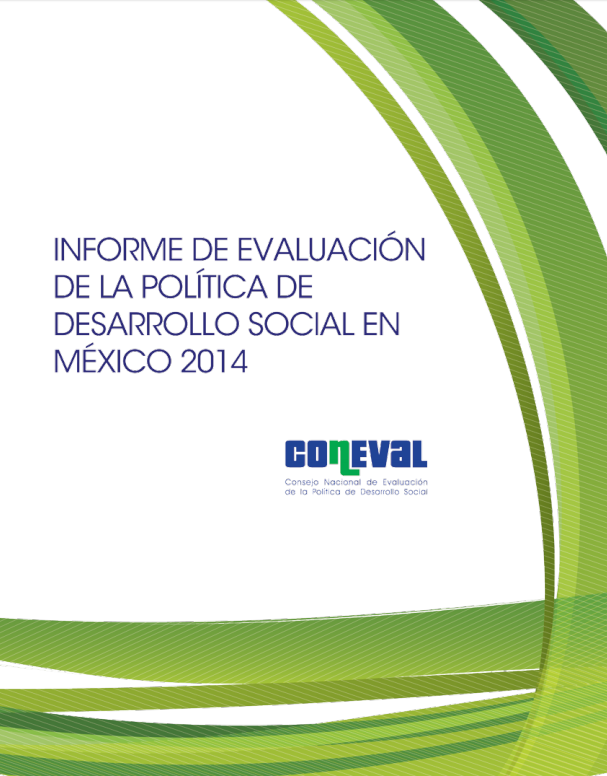 INFORME DE EVALUACIÓN
DE LA POLÍTICA DE
DESARROLLO SOCIAL EN
MÉXICO 2014
CONEVAL
Consejo Nacional de Evaluación
de la Política de Desarrollo Social